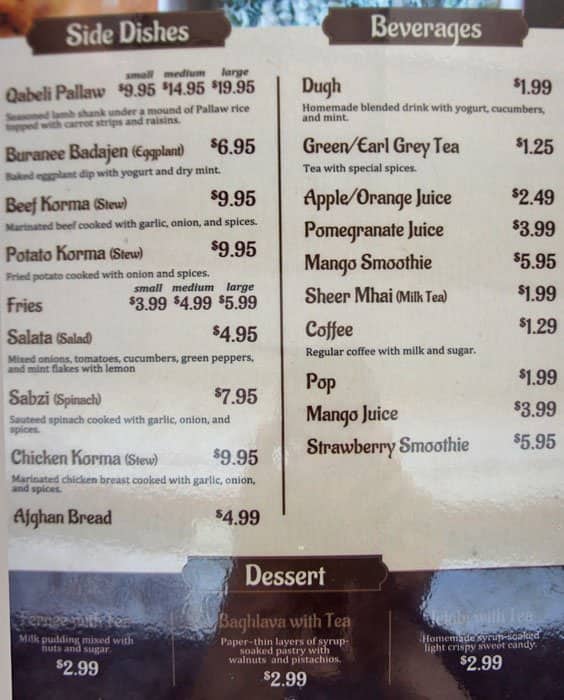 Side Dishes
small medium large
Qabeli Pallaw $9.95 $14.95 $19.95
Seasoned lamb shank under a mound of Pallaw rice
topped with carrot strips and raisins.
Buranee Badajen (Eggplant) $6.95
Baked eggplant dip with yogurt and dry mint.
Beef Korma (Stew) $9.95
Marinated beef cooked with garlic, onion, and spices.
Potato Korma (Stew) $9.95
Fried potato cooked with onion and spices.
small medium large
Fries $3.99 $4.99 $5.99
Salata (Salad) $4.95
Mixed onions, tomatoes, cucumbers, green peppers,
and mint flakes with lemon
Sabzi (Spinach) $7.95
Sauteed spinach cooked with garlic, onion, and
spices.
Chicken Korma (Stew) $9.95
Marinated chicken breast cooked with garlic, onion,
and spices.
Afghan Bread $4.99
Beverages
Dugh $1.99
Homemade blended drink with yogurt, cucumbers,
and mint.
Green/Earl Grey Tea $1.25
Tea with special spices.
Apple/Orange Juice $2.49
Pomegranate Juice $3.99
Mango Smoothie $5.95
Sheer Mhai (Milk Tea) $1.99
Coffee $1.29
Regular coffee with milk and sugar.
Pop $1.99
Mango Juice $3.99
Strawberry Smoothie $5.95
Dessert
with Tea
Milk pudding mixed with
nuts and sugar
$2.99
Baghlava with Tea
Paper-thin layers of syrup-
soaked pastry with
walnuts and pistachios.
$2.99
with Tea
Homemade syrup-soaked
light crispy sweet candy.
$2.99